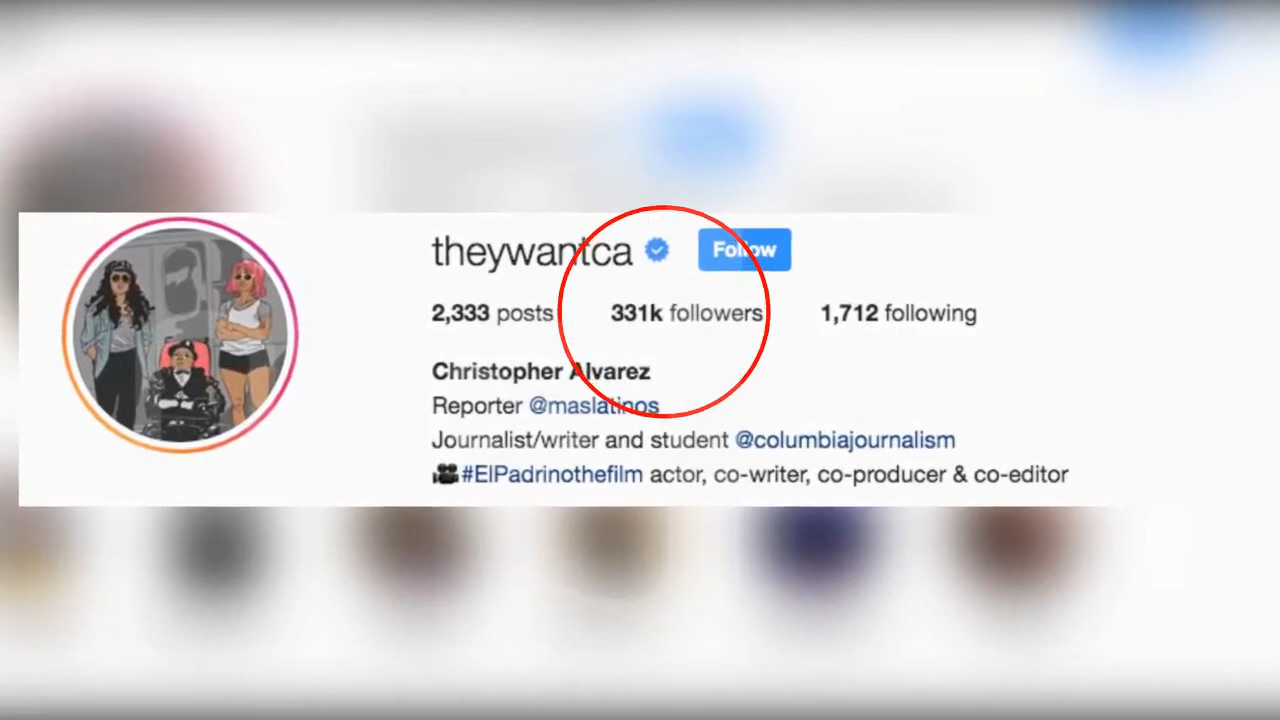 theywantca Follow
2,333 posts 331k followers 1,712 following
Christopher Alvarez
Reporter @maslatinos
Journalist/writer and student @columbiajournalism
🎥#ElPadrinothefilm actor, co-writer, co-producer & co-editor